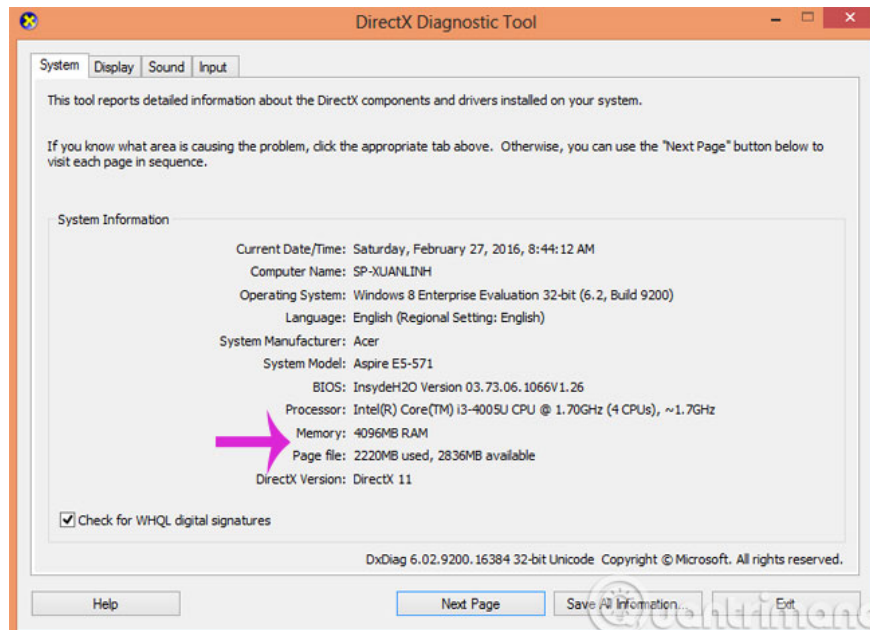 DirectX Diagnostic Tool
System Display Sound Input
This tool reports detailed information about the DirectX components and drivers installed on your system.
If you know what area is causing the problem, click the appropriate tab above. Otherwise, you can use the "Next Page" button below to
visit each page in sequence.
System Information
Current Date/Time: Saturday, February 27, 2016, 8:44:12 AM
Computer Name: SP-XUANLINH
Operating System: Windows 8 Enterprise Evaluation 32-bit (6.2, Build 9200)
Language: English (Regional Setting: English)
System Manufacturer: Acer
System Model: Aspire E5-571
BIOS: InsydeH2O Version 03.73.06.1066V1.26
Processor: Intel(R) Core(TM) i3-4005U CPU @ 1.70GHz (4 CPUs), ~1.7GHz
Memory: 4096MB RAM
Page file: 2220MB used, 2836MB available
DirectX Version: DirectX 11
Check for WHQL digital signatures
DxDiag 6.02.9200.16384 32-bit Unicode Copyright © Microsoft. All rights reserved.
Help Next Page Save All Information... Exit